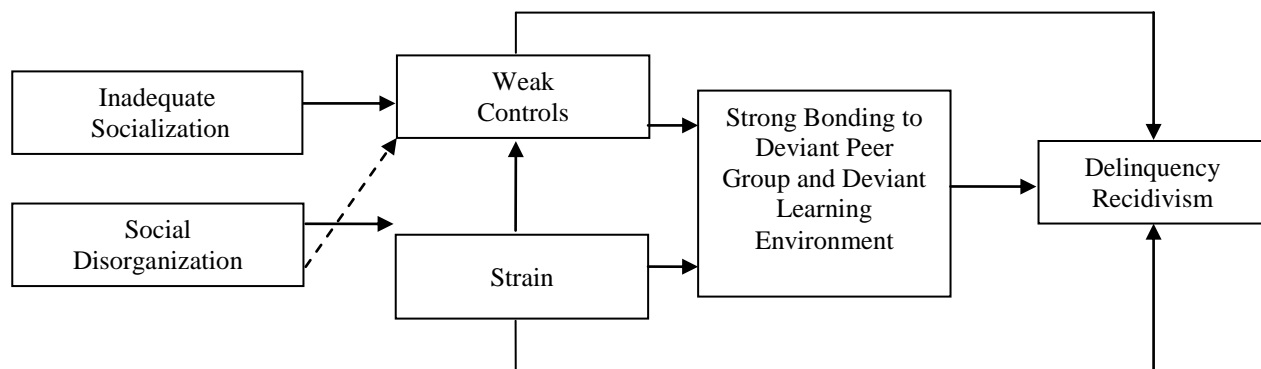 Inadequate
Socialization
Weak
Controls
Strong Bonding to
Deviant Peer
Group and Deviant
Learning
Environment
Delinquency
Recidivism
Social
Disorganization
Strain